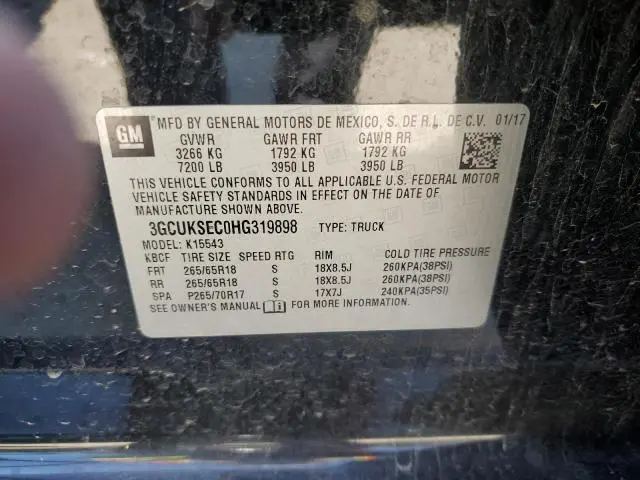 GM
MFD BY GENERAL MOTORS DE MEXICO, S. DE R.L. DE C.V. 01/17
GVWR GAWR FRT GAWR RR
3266 KG 1792 KG 1792 KG
7200 LB 3950 LB 3950 LB
THIS VEHICLE CONFORMS TO ALL APPLICABLE U.S. FEDERAL MOTOR
VEHICLE SAFETY STANDARDS IN EFFECT ON THE DATE OF
MANUFACTURE SHOWN ABOVE.
3GCUKSEC0HG319898 TYPE: TRUCK
MODEL: K15543
KBCF TIRE SIZE SPEED RTG RIM COLD TIRE PRESSURE
FRT 265/65R18 S 18X8.5J 260KPA(38PSI)
RR 265/65R18 S 18X8.5J 260KPA(38PSI)
SPA P265/70R17 S 17X7J 240KPA(35PSI)
SEE OWNER'S MANUAL FOR MORE INFORMATION.